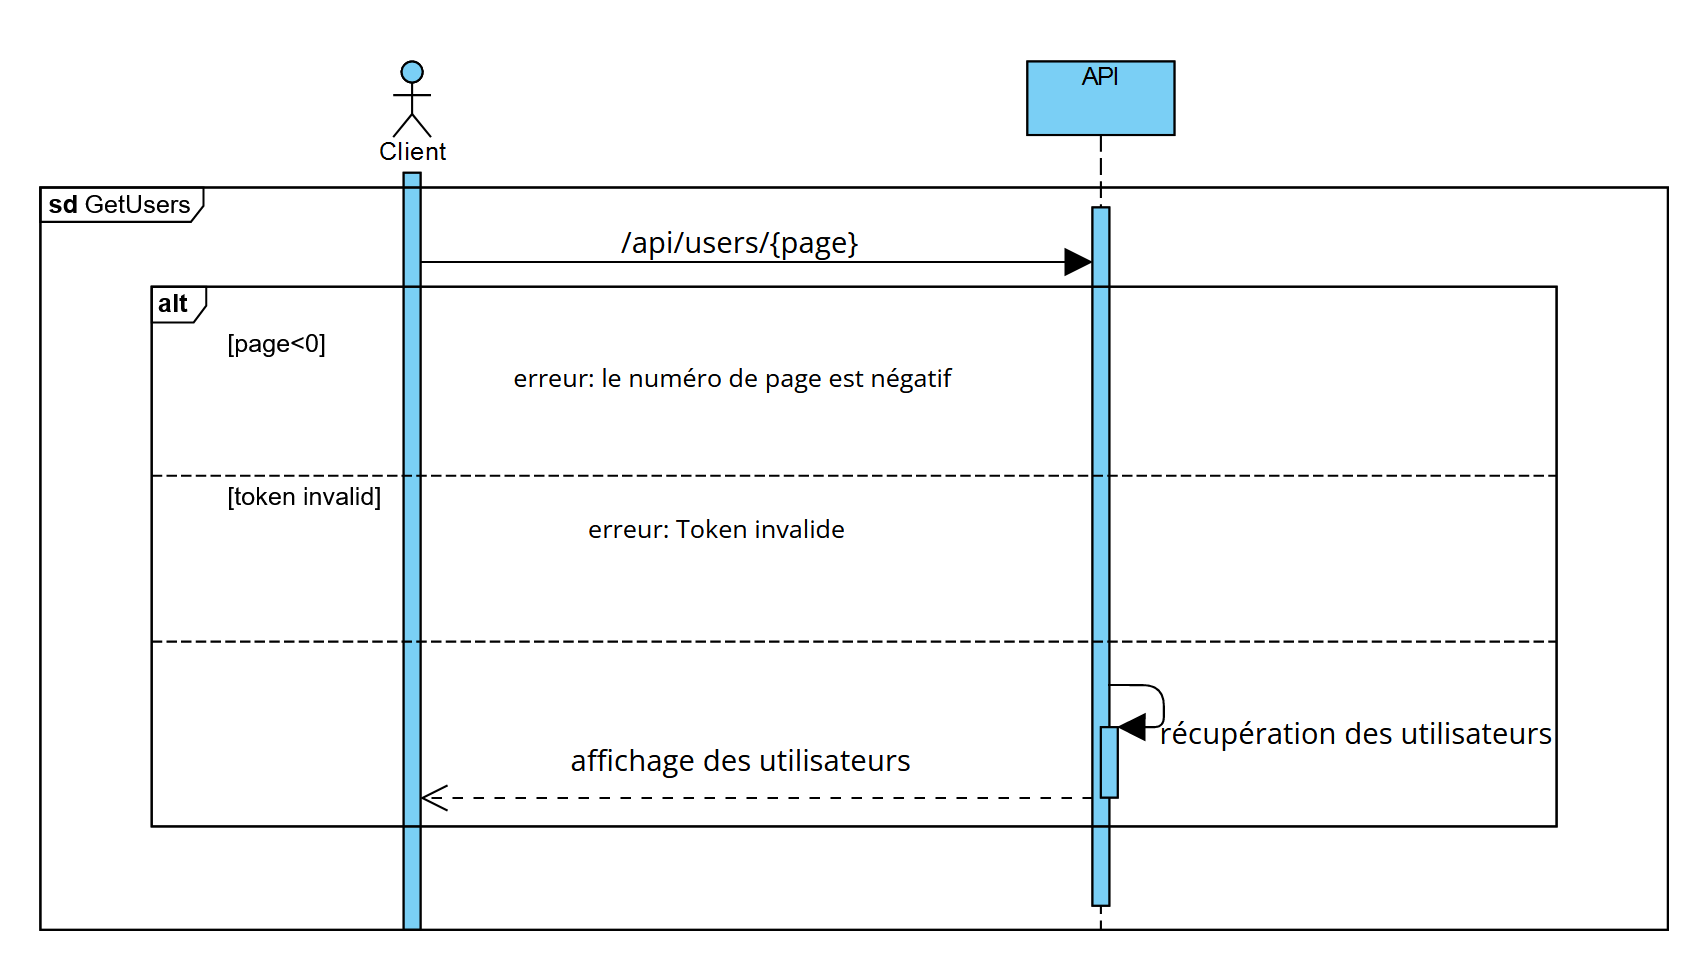 Client
API
sd GetUsers
/api/users/{page}
alt
[page<0]
erreur: le numéro de page est négatif
[token invalid]
erreur: Token invalide
récupération des utilisateurs
affichage des utilisateurs